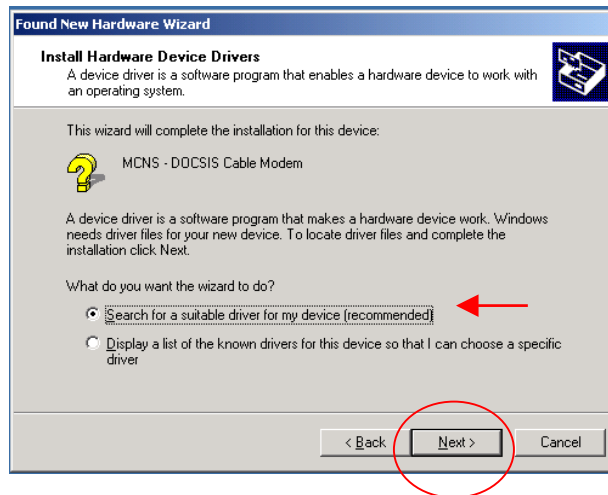 Found New Hardware Wizard
Install Hardware Device Drivers
A device driver is a software program that enables a hardware device to work with
an operating system.
This wizard will complete the installation for this device:
MCNS - DOCSIS Cable Modem
A device driver is a software program that makes a hardware device work. Windows
needs driver files for your new device. To locate driver files and complete the
installation click Next.
What do you want the wizard to do?
Search for a suitable driver for my device (recommended)
Display a list of the known drivers for this device so that I can choose a specific
driver
< Back Next > Cancel